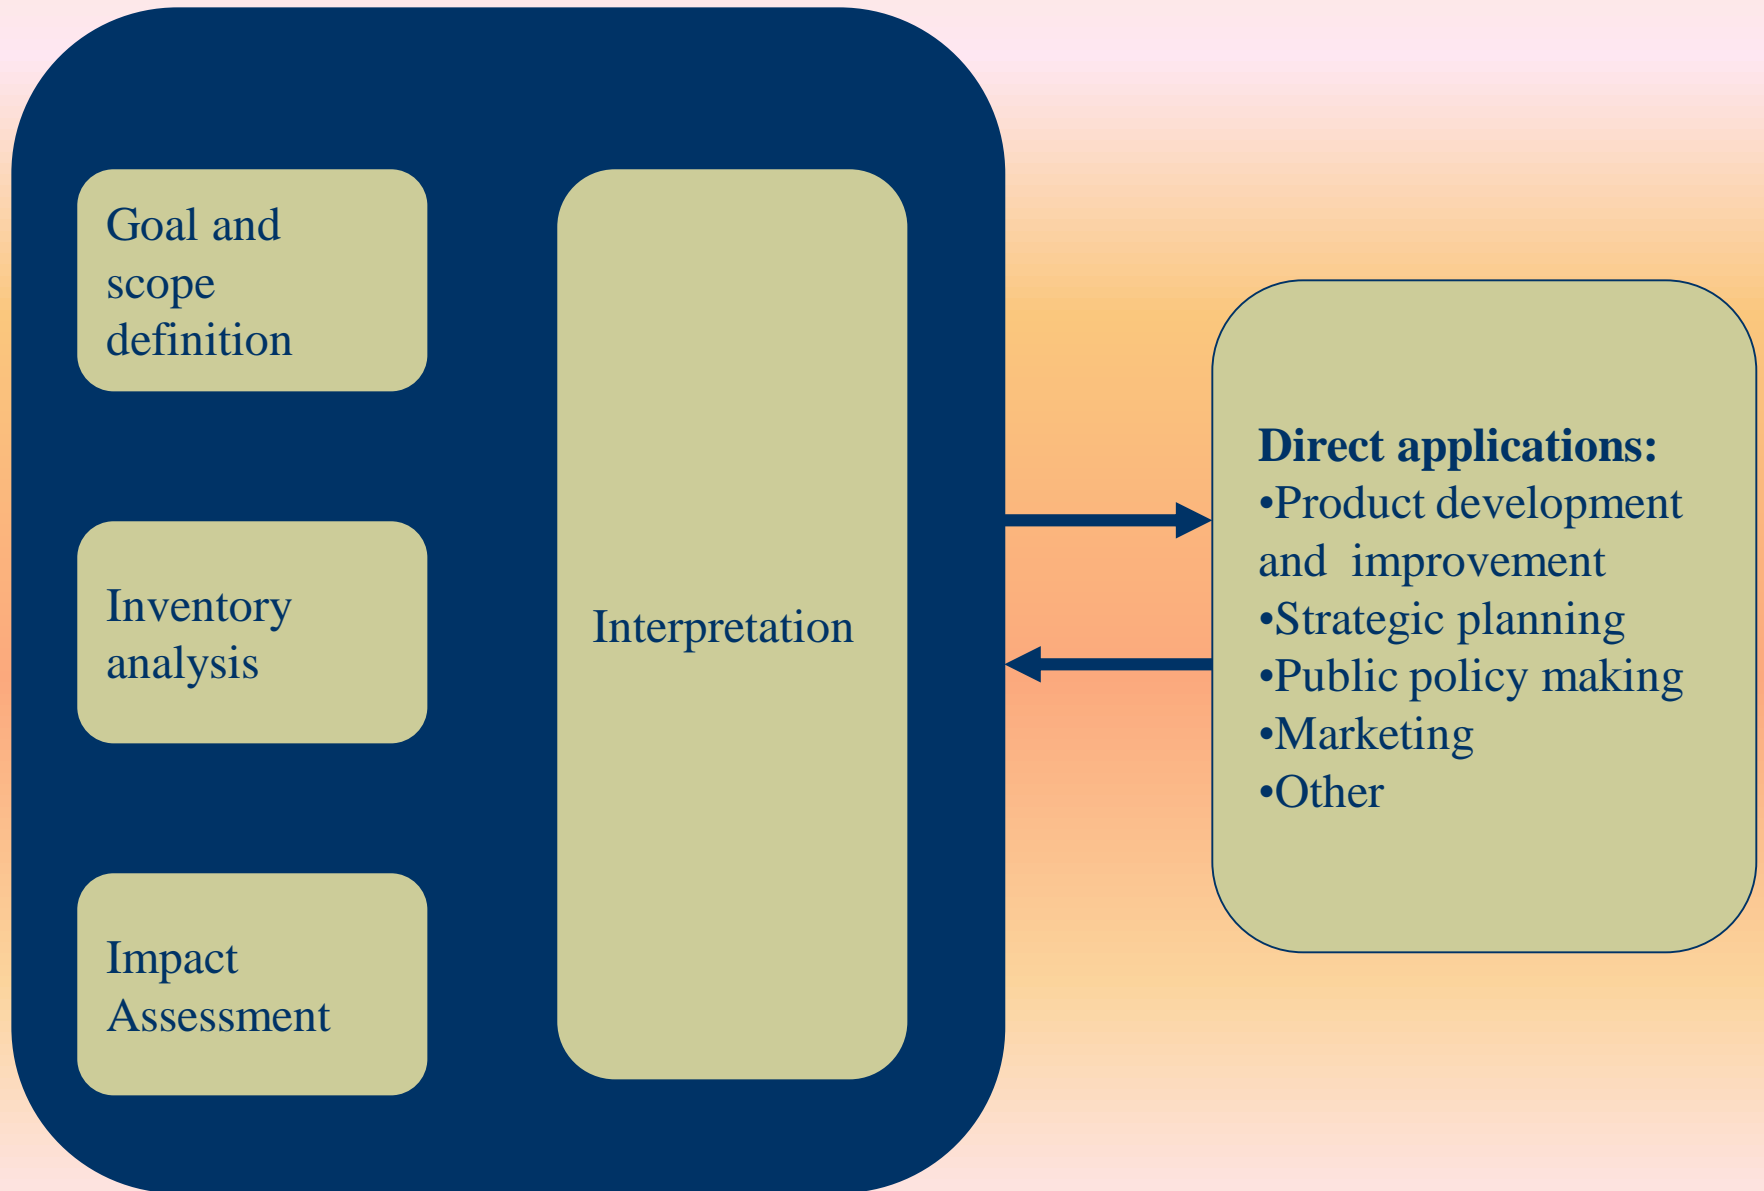 Goal and
scope
definition
Inventory
analysis
Impact
Assessment
Interpretation
Direct applications:
•Product development
and  improvement
•Strategic planning
•Public policy making
•Marketing
•Other